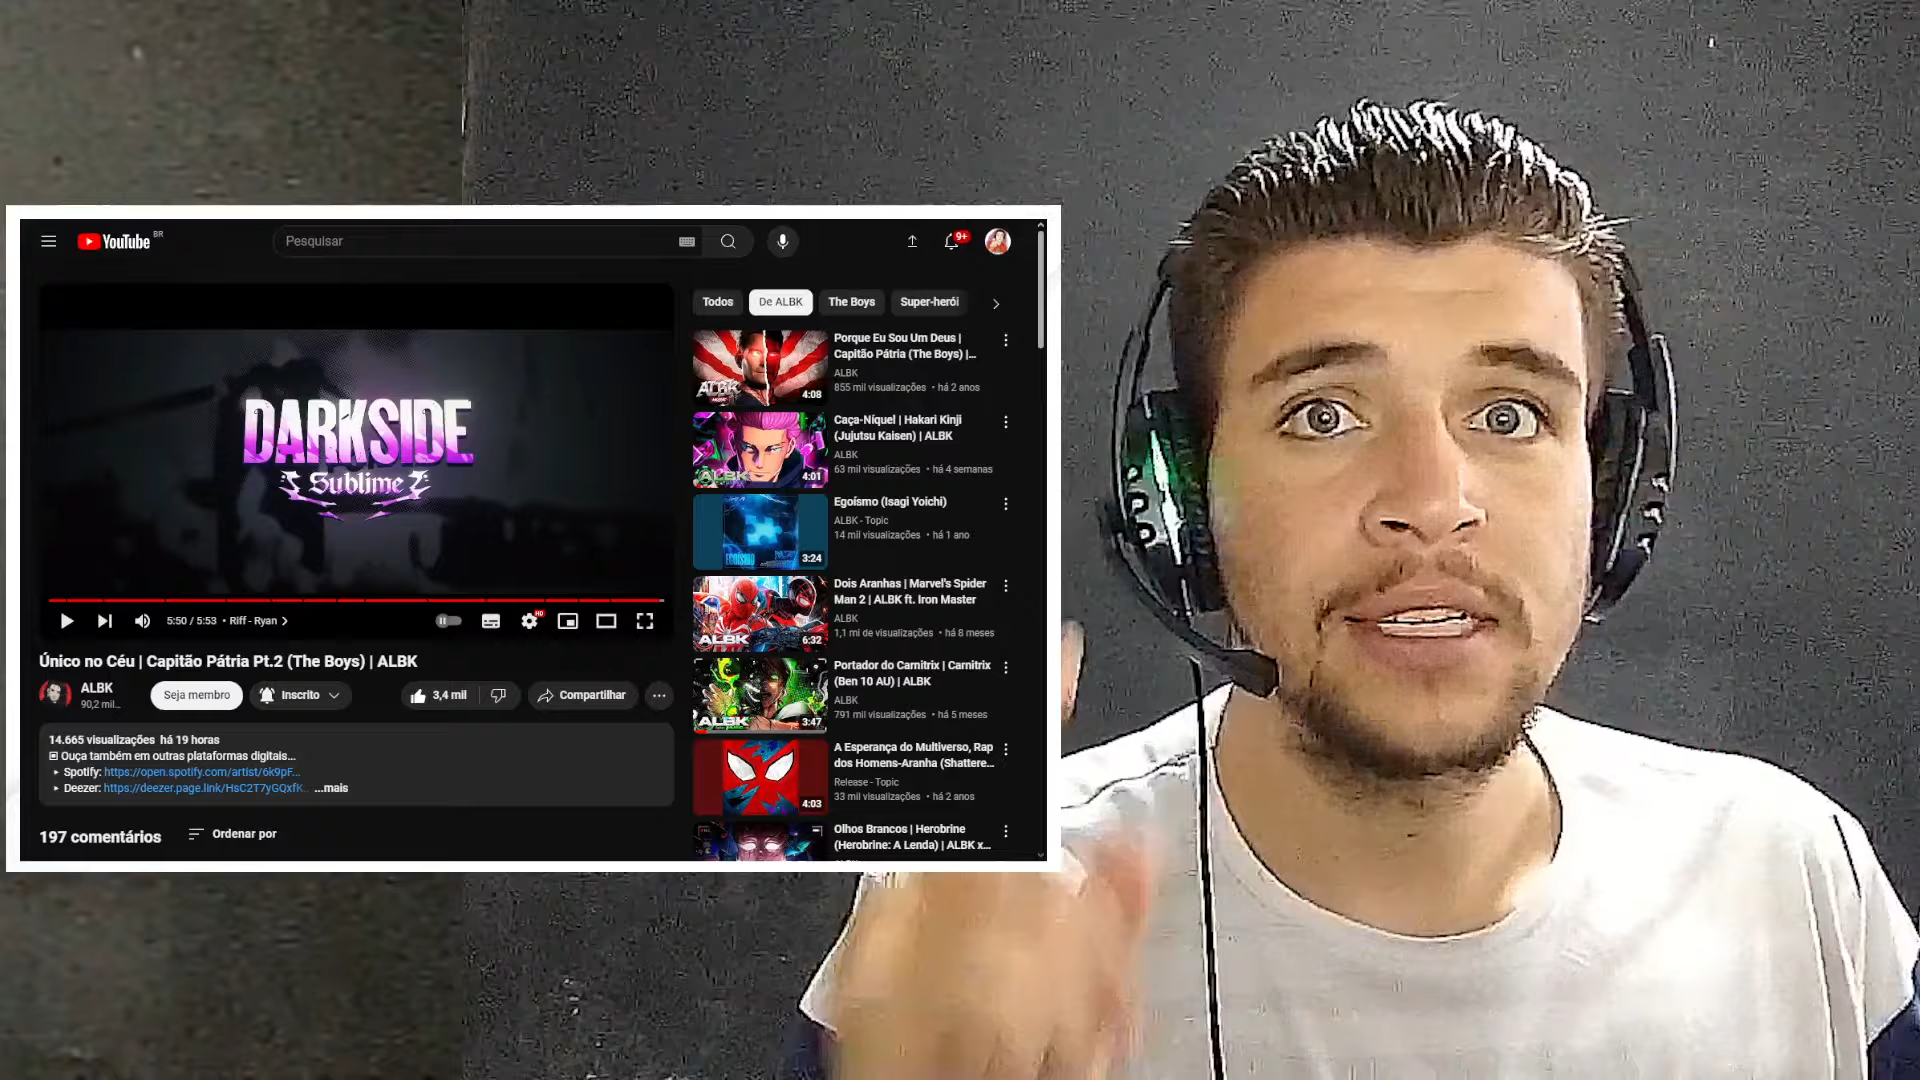 YouTube BR
Pesquisar
9+
DARKSIDE
Sublime
5:50 / 5:53 • Riff - Ryan
HD
Único no Céu | Capitão Pátria Pt.2 (The Boys) | ALBK
ALBK
90,2 mil...
Seja membro
Inscrito
3,4 mil
Compartilhar
14.665 visualizações há 19 horas
Ouça também em outras plataformas digitais...
Spotify: https://open.spotify.com/artist/6k9pF...
Deezer: https://deezer.page.link/HsC2T7yGQxfK... ...mais
197 comentários
Ordenar por
Todos
De ALBK
The Boys
Super-herói
ALBK
4:08
Porque Eu Sou Um Deus |
Capitão Pátria (The Boys) |...
ALBK
855 mil visualizações • há 2 anos
ALBK
4:01
Caça-Níquel | Hakari Kinji
(Jujutsu Kaisen) | ALBK
ALBK
63 mil visualizações • há 4 semanas
EGOÍSMO
3:24
Egoísmo (Isagi Yoichi)
ALBK - Topic
14 mil visualizações • há 1 ano
ALBK
6:32
Dois Aranhas | Marvel's Spider
Man 2 | ALBK ft. Iron Master
ALBK
1,1 mi de visualizações • há 8 meses
ALBK
3:47
Portador do Carnitrix | Carnitrix
(Ben 10 AU) | ALBK
ALBK
791 mil visualizações • há 5 meses
4:03
A Esperança do Multiverso, Rap
dos Homens-Aranha (Shattere...
Release - Topic
33 mil visualizações • há 2 anos
Olhos Brancos | Herobrine
(Herobrine: A Lenda) | ALBK x...